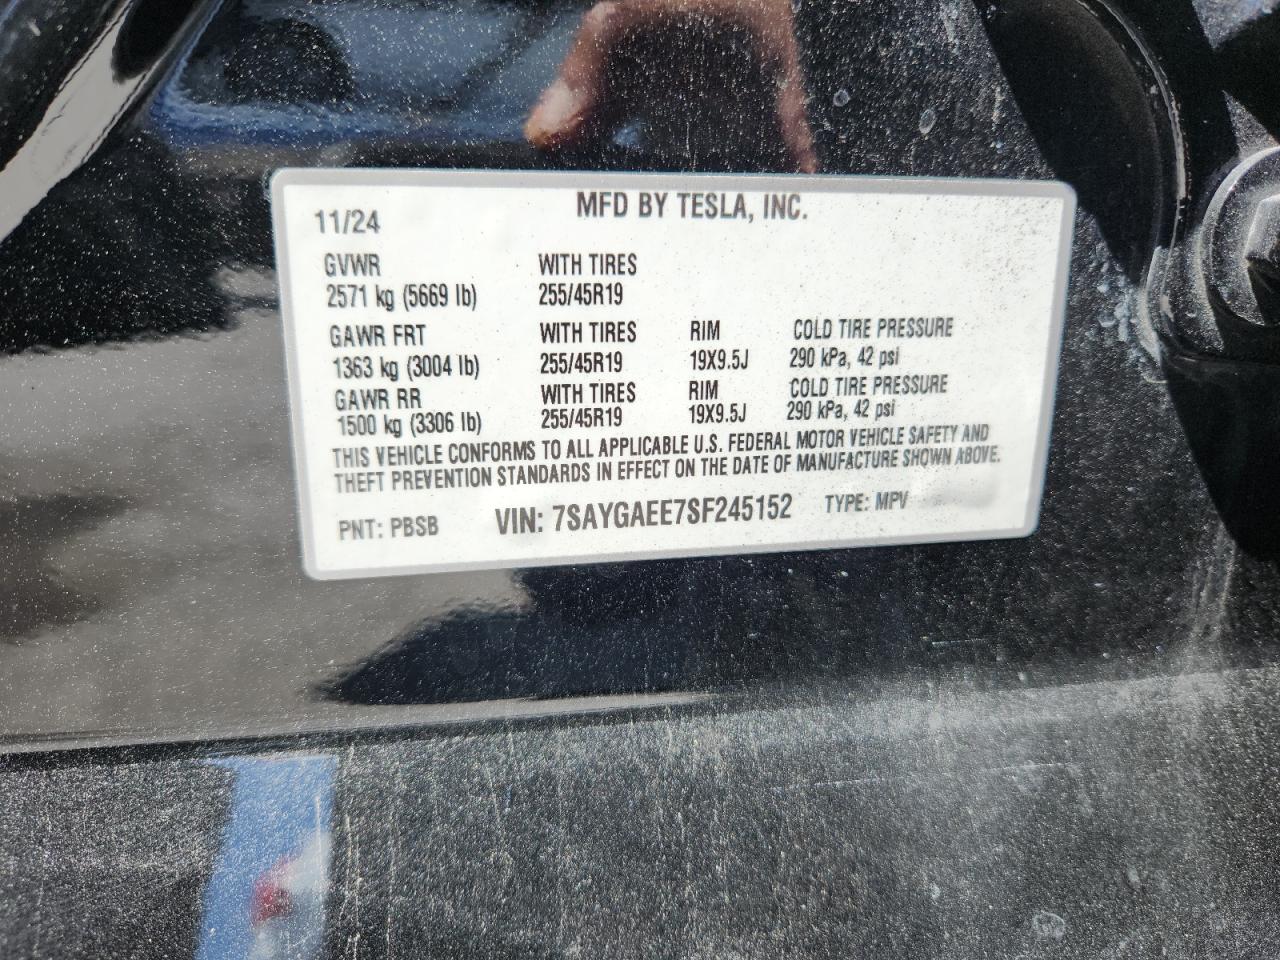 MFD BY TESLA, INC.
11/24
GVWR WITH TIRES
2571 kg (5669 lb) 255/45R19
GAWR FRT WITH TIRES RIM COLD TIRE PRESSURE
1363 kg (3004 lb) 255/45R19 19X9.5J 290 kPa, 42 psi
GAWR RR WITH TIRES RIM COLD TIRE PRESSURE
1500 kg (3306 lb) 255/45R19 19X9.5J 290 kPa, 42 psi
THIS VEHICLE CONFORMS TO ALL APPLICABLE U.S. FEDERAL MOTOR VEHICLE SAFETY AND
THEFT PREVENTION STANDARDS IN EFFECT ON THE DATE OF MANUFACTURE SHOWN ABOVE.
PNT: PBSB VIN: 7SAYGAEE7SF245152 TYPE: MPV